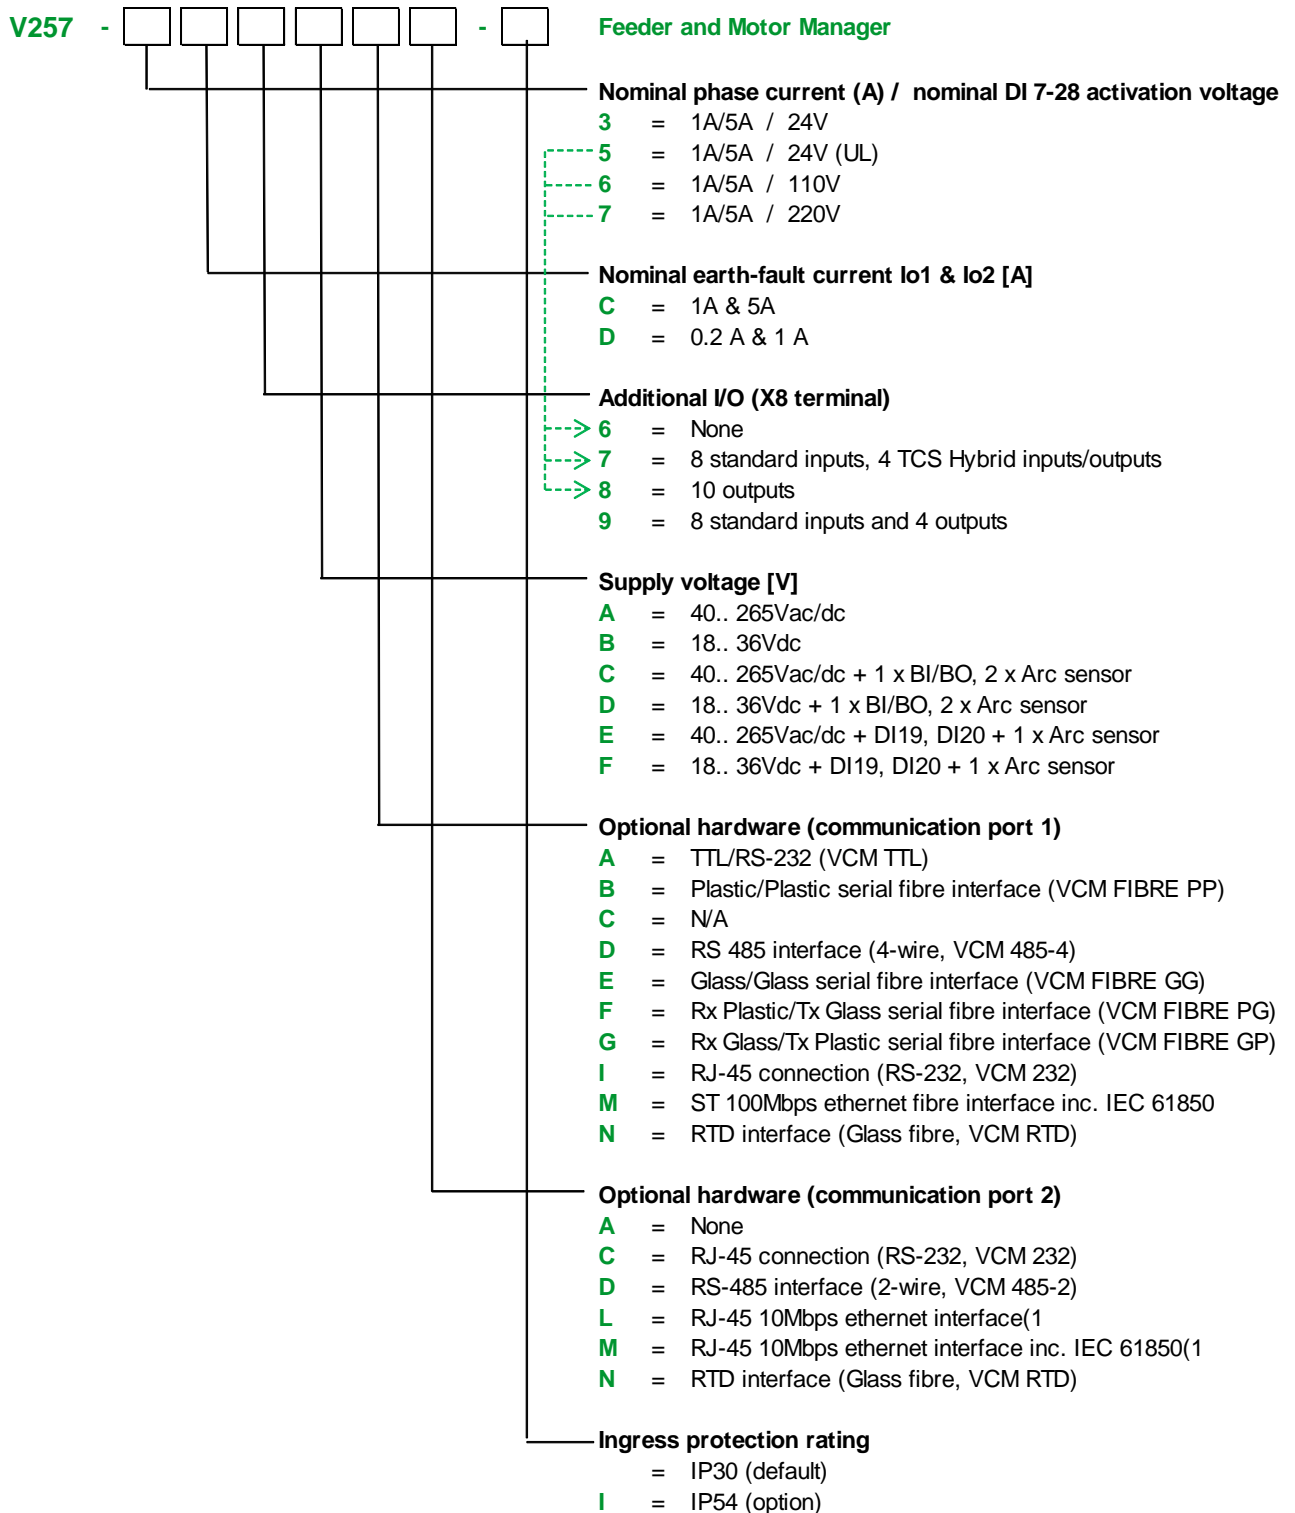 V257 - - Feeder and Motor Manager
Nominal phase current (A) / nominal DI 7-28 activation voltage
3 = 1A/5A / 24V
5 = 1A/5A / 24V (UL)
6 = 1A/5A / 110V
7 = 1A/5A / 220V
Nominal earth-fault current Io1 & Io2 [A]
C = 1A & 5A
D = 0.2 A & 1 A
Additional I/O (X8 terminal)
6 = None
7 = 8 standard inputs, 4 TCS Hybrid inputs/outputs
8 = 10 outputs
9 = 8 standard inputs and 4 outputs
Supply voltage [V]
A = 40.. 265Vac/dc
B = 18.. 36Vdc
C = 40.. 265Vac/dc + 1 x BI/BO, 2 x Arc sensor
D = 18.. 36Vdc + 1 x BI/BO, 2 x Arc sensor
E = 40.. 265Vac/dc + DI19, DI20 + 1 x Arc sensor
F = 18.. 36Vdc + DI19, DI20 + 1 x Arc sensor
Optional hardware (communication port 1)
A = TTL/RS-232 (VCM TTL)
B = Plastic/Plastic serial fibre interface (VCM FIBRE PP)
C = N/A
D = RS 485 interface (4-wire, VCM 485-4)
E = Glass/Glass serial fibre interface (VCM FIBRE GG)
F = Rx Plastic/Tx Glass serial fibre interface (VCM FIBRE PG)
G = Rx Glass/Tx Plastic serial fibre interface (VCM FIBRE GP)
I = RJ-45 connection (RS-232, VCM 232)
M = ST 100Mbps ethernet fibre interface inc. IEC 61850
N = RTD interface (Glass fibre, VCM RTD)
Optional hardware (communication port 2)
A = None
C = RJ-45 connection (RS-232, VCM 232)
D = RS-485 interface (2-wire, VCM 485-2)
L = RJ-45 10Mbps ethernet interface(1
M = RJ-45 10Mbps ethernet interface inc. IEC 61850(1
N = RTD interface (Glass fibre, VCM RTD)
Ingress protection rating
= IP30 (default)
I = IP54 (option)